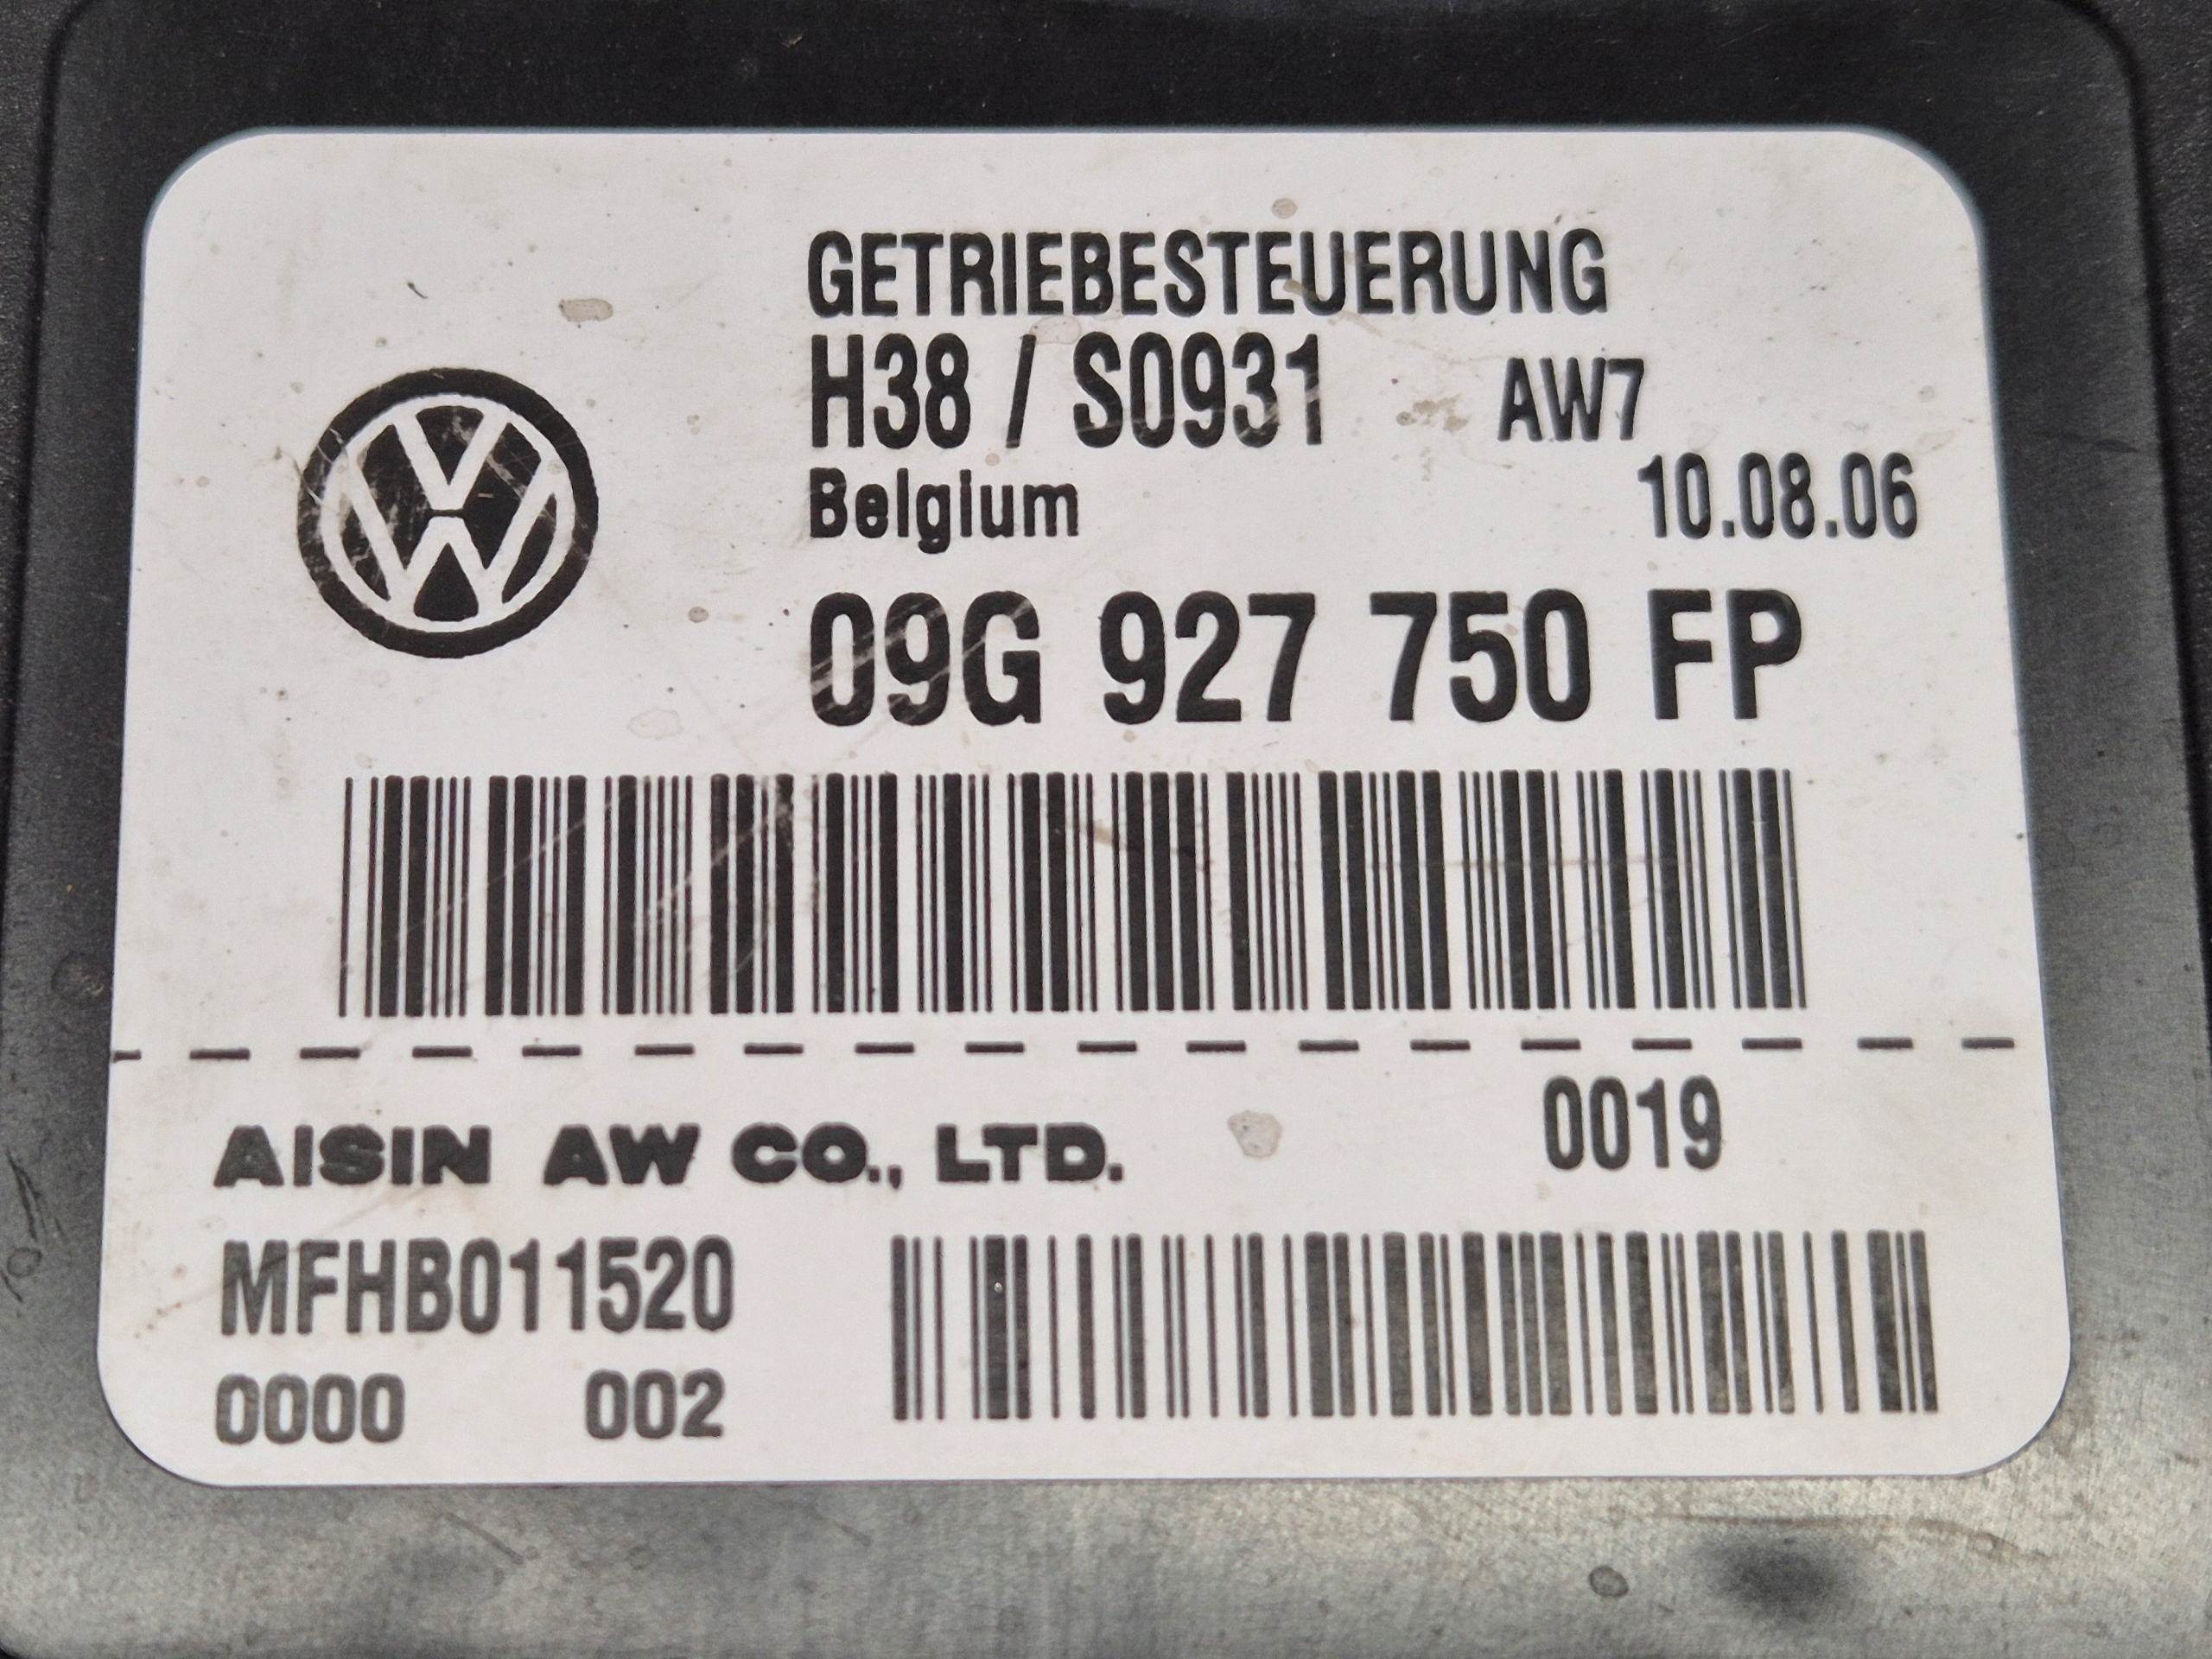 GETRIEBESTEUERUNG
H38 / S0931 AW7
Belgium 10.08.06
09G 927 750 FP
0019
AISIN AW CO., LTD.
MFHB011520
0000 002